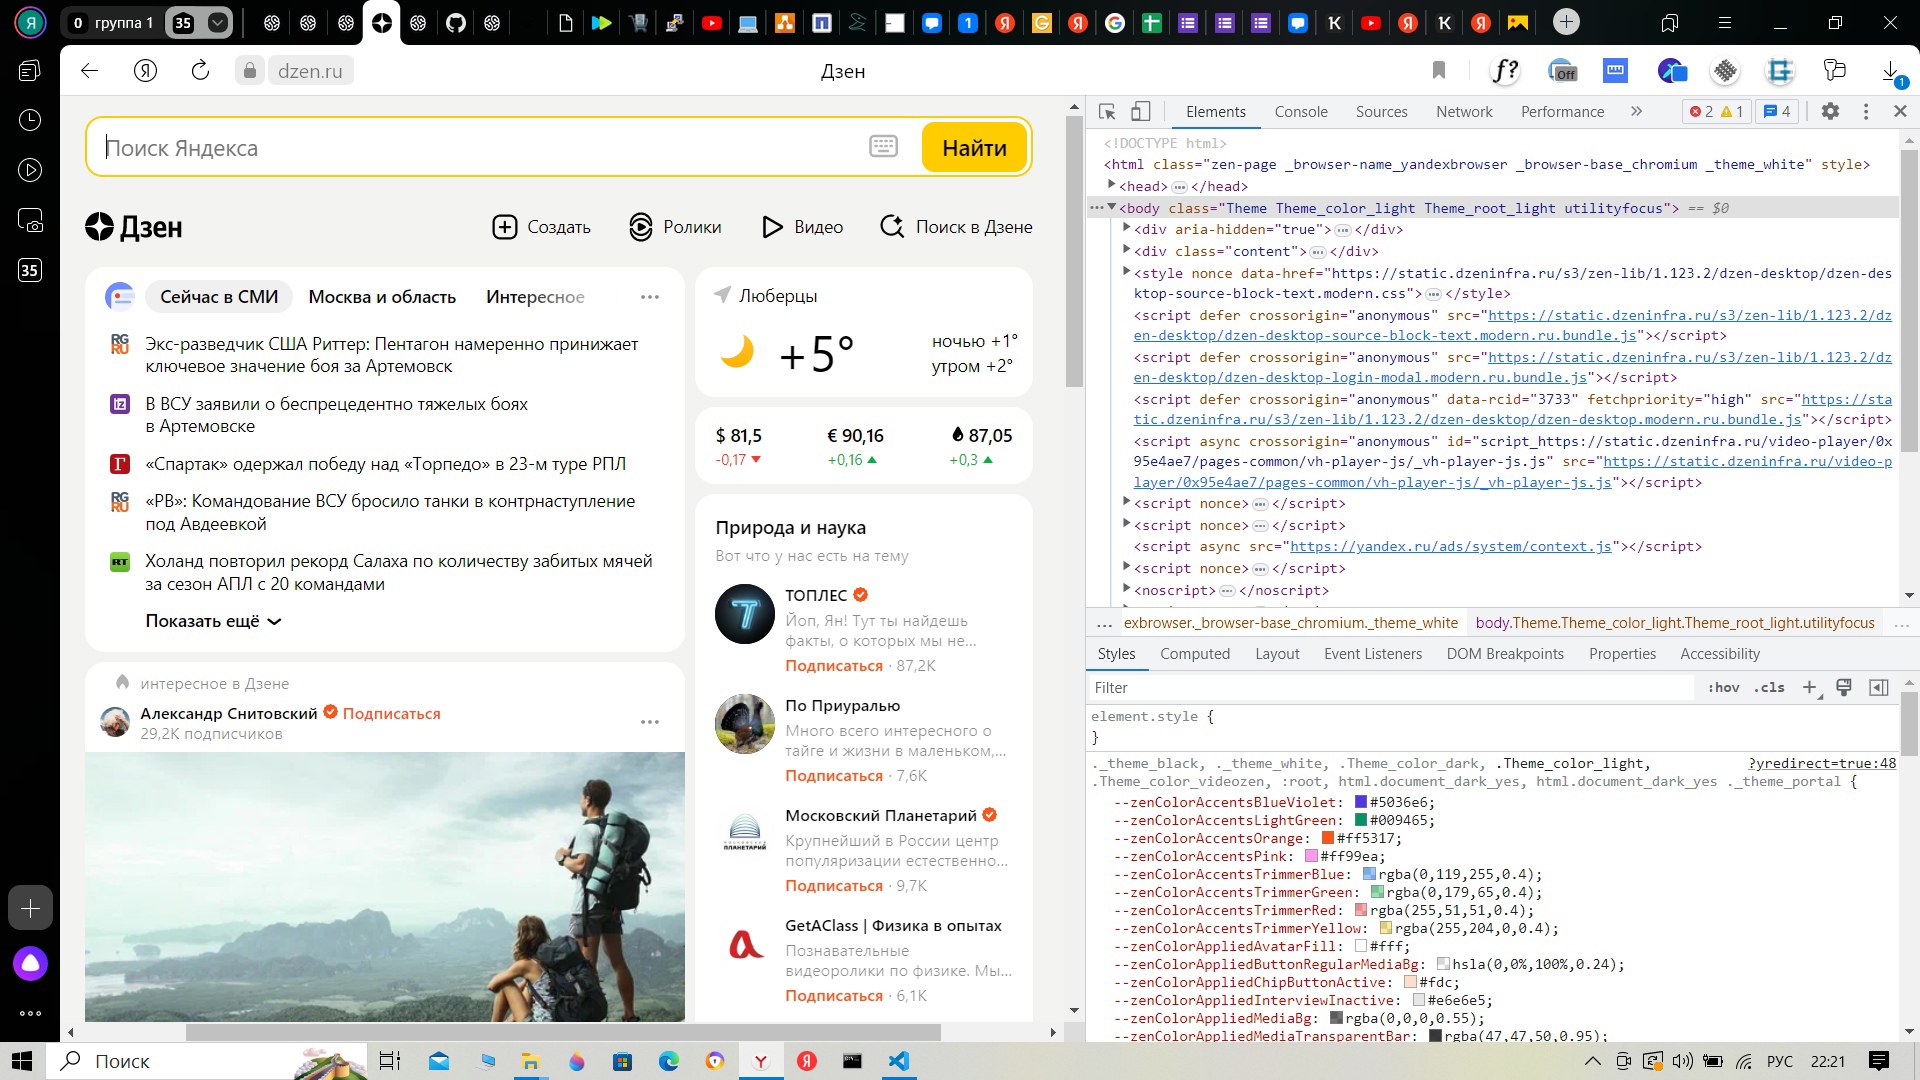 0 группа 1 35
dzen.ru
Дзен
f?
Off
1
Поиск Яндекса
Найти
Дзен
Создать
Ролики
Видео
Поиск в Дзене
Сейчас в СМИ
Москва и область
Интересное
Экс-разведчик США Риттер: Пентагон намеренно принижает
ключевое значение боя за Артемовск
В ВСУ заявили о беспрецедентно тяжелых боях
в Артемовске
«Спартак» одержал победу над «Торпедо» в 23-м туре РПЛ
«РВ»: Командование ВСУ бросило танки в контрнаступление
под Авдеевкой
Холанд повторил рекорд Салаха по количеству забитых мячей
за сезон АПЛ с 20 командами
Показать ещё
Люберцы
+5°
ночью +1°
утром +2°
$ 81,5
-0,17
€ 90,16
+0,16
87,05
+0,3
Природа и наука
Вот что у нас есть на тему
ТОПЛЕС
Йоп, Ян! Тут ты найдешь
факты, о которых мы не...
Подписаться · 87,2K
По Приуралью
Много всего интересного о
тайге и жизни в маленьком,...
Подписаться · 7,6K
Московский Планетарий
Крупнейший в России центр
популяризации естественно...
Подписаться · 9,7K
GetAClass | Физика в опытах
Познавательные
видеоролики по физике. Мы...
Подписаться · 6,1K
интересное в Дзене
Александр Снитовский Подписаться
29,2K подписчиков
Elements Console Sources Network Performance 2 1 4
<!DOCTYPE html>
<html class="zen-page _browser-name_yandexbrowser _browser-base_chromium _theme_white" style>
<head>…</head>
<body class="Theme Theme_color_light Theme_root_light utilityfocus"> == $0
<div aria-hidden="true">…</div>
<div class="content">…</div>
<style nonce data-href="https://static.dzeninfra.ru/s3/zen-lib/1.123.2/dzen-desktop/dzen-des
ktop-source-block-text.modern.css">…</style>
<script defer crossorigin="anonymous" src="https://static.dzeninfra.ru/s3/zen-lib/1.123.2/dz
en-desktop/dzen-desktop-source-block-text.modern.ru.bundle.js"></script>
<script defer crossorigin="anonymous" src="https://static.dzeninfra.ru/s3/zen-lib/1.123.2/dz
en-desktop/dzen-desktop-login-modal.modern.ru.bundle.js"></script>
<script defer crossorigin="anonymous" data-rcid="3733" fetchpriority="high" src="https://sta
tic.dzeninfra.ru/s3/zen-lib/1.123.2/dzen-desktop/dzen-desktop.modern.ru.bundle.js"></script>
<script async crossorigin="anonymous" id="script_https://static.dzeninfra.ru/video-player/0x
95e4ae7/pages-common/vh-player-js/_vh-player-js.js" src="https://static.dzeninfra.ru/video-p
layer/0x95e4ae7/pages-common/vh-player-js/_vh-player-js.js"></script>
<script nonce>…</script>
<script nonce>…</script>
<script async src="https://yandex.ru/ads/system/context.js"></script>
<script nonce>…</script>
<noscript>…</noscript>
... exbrowser._browser-base_chromium._theme_white body.Theme.Theme_color_light.Theme_root_light.utilityfocus ...
Styles Computed Layout Event Listeners DOM Breakpoints Properties Accessibility
Filter :hov .cls
element.style {
}
._theme_black, ._theme_white, .Theme_color_dark, .Theme_color_light, ?yredirect=true:48
.Theme_color_videozen, :root, html.document_dark_yes, html.document_dark_yes ._theme_portal {
--zenColorAccentsBlueViolet: #5036e6;
--zenColorAccentsLightGreen: #009465;
--zenColorAccentsOrange: #ff5317;
--zenColorAccentsPink: #ff99ea;
--zenColorAccentsTrimmerBlue: rgba(0,119,255,0.4);
--zenColorAccentsTrimmerGreen: rgba(0,179,65,0.4);
--zenColorAccentsTrimmerRed: rgba(255,51,51,0.4);
--zenColorAccentsTrimmerYellow: rgba(255,204,0,0.4);
--zenColorAppliedAvatarFill: #fff;
--zenColorAppliedButtonRegularMediaBg: hsla(0,0%,100%,0.24);
--zenColorAppliedChipButtonActive: #fdc;
--zenColorAppliedInterviewInactive: #e6e6e5;
--zenColorAppliedMediaBg: rgba(0,0,0,0.55);
--zenColorAppliedMediaTransparentBar: rgba(47,47,50,0.95);
35
Поиск
РУС
22:21